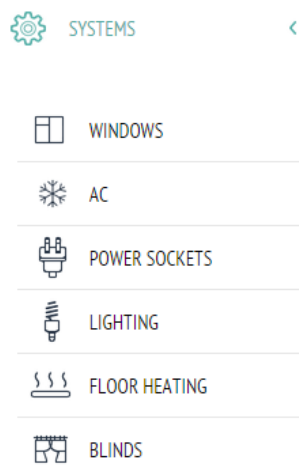 SYSTEMS
WINDOWS
AC
POWER SOCKETS
LIGHTING
FLOOR HEATING
BLINDS